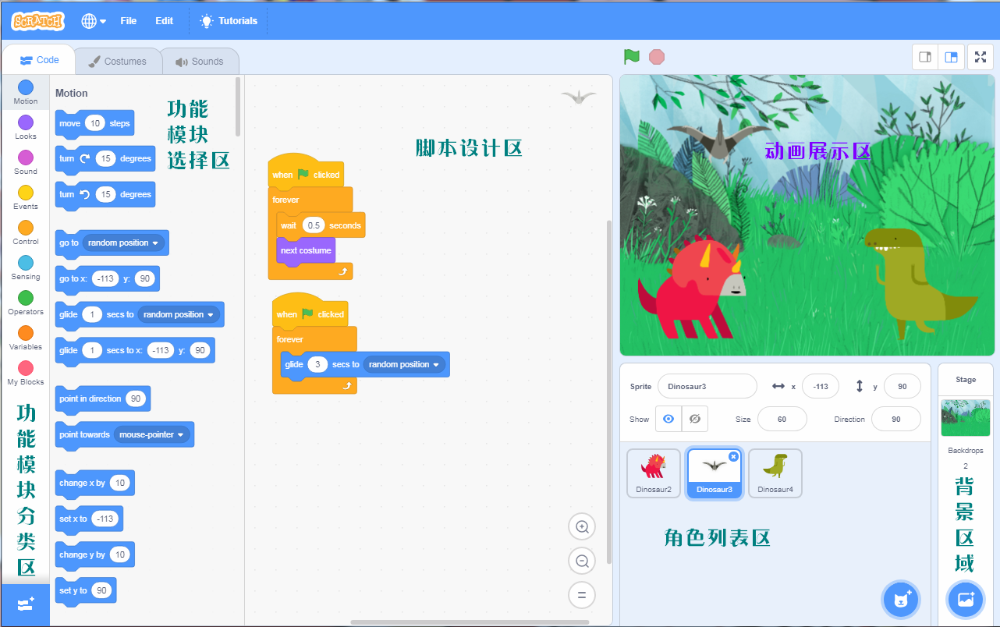 SCRATCH
File Edit Tutorials
Code Costumes Sounds
Motion
Looks
Sound
Events
Control
Sensing
Operators
Variables
My Blocks
功能模块分类区
Motion
功能
模块
选择区
move 10 steps
turn 15 degrees
turn 15 degrees
go to random position
go to x: -113 y: 90
glide 1 secs to random position
glide 1 secs to x: -113 y: 90
point in direction 90
point towards mouse-pointer
change x by 10
set x to -113
change y by 10
set y to 90
脚本设计区
when clicked
forever
wait 0.5 seconds
next costume
when clicked
forever
glide 3 secs to random position
动画展示区
Sprite Dinosaur3 x -113 y 90
Show Size 60 Direction 90
Dinosaur2 Dinosaur3 Dinosaur4
角色列表区
Stage
Backdrops
2
背景区域